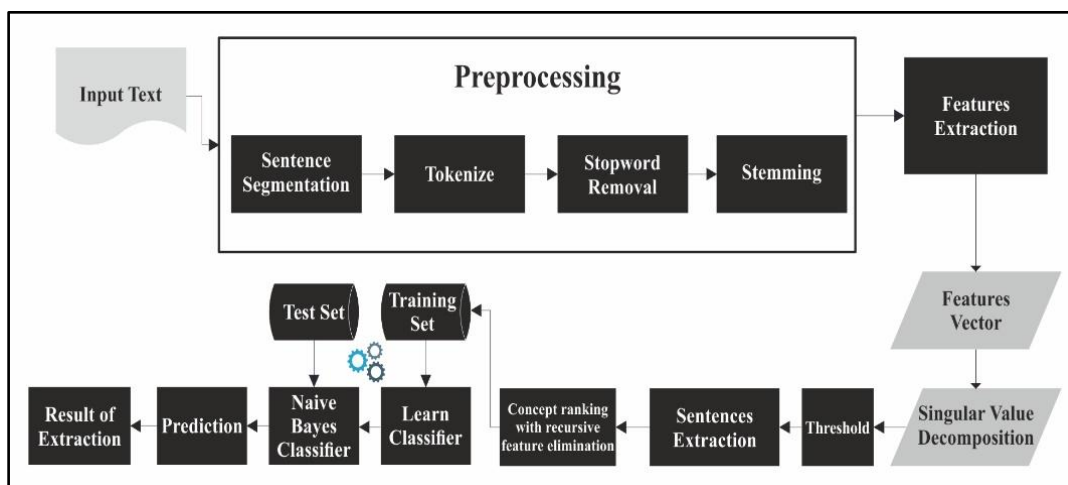 Input Text
Preprocessing
Sentence
Segmentation
Tokenize
Stopword
Removal
Stemming
Features
Extraction
Features
Vector
Singular Value
Decomposition
Threshold
Sentences
Extraction
Concept ranking
with recursive
feature elimination
Training
Set
Test Set
Learn
Classifier
Naive
Bayes
Classifier
Prediction
Result of
Extraction